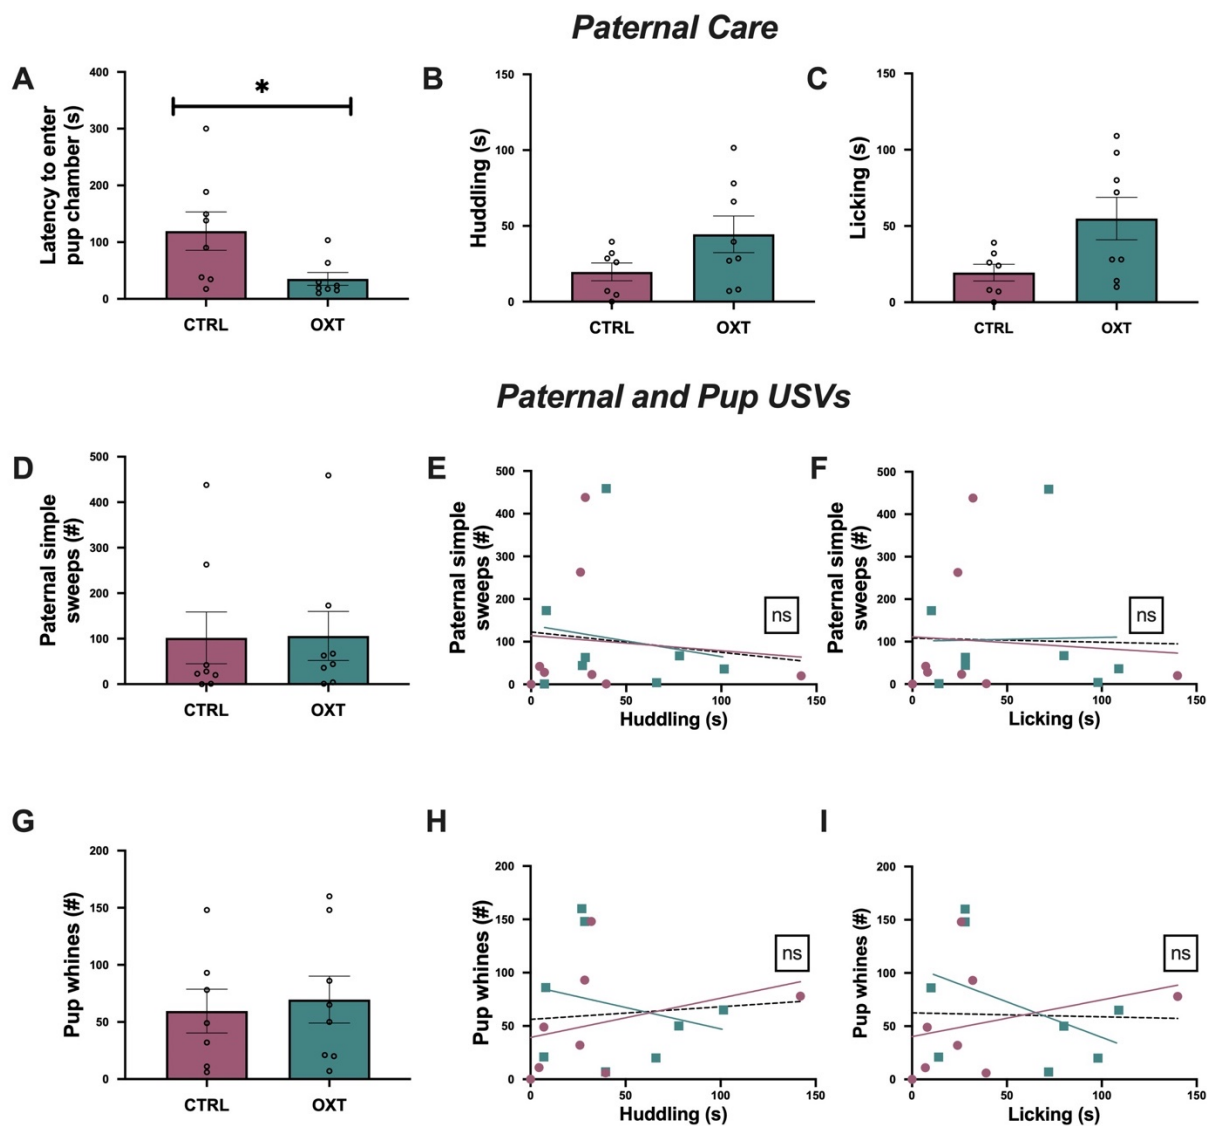 Paternal Care
A
Latency to enter
pup chamber (s)
400
300
200
100
0
*
CTRL
OXT
B
Huddling (s)
150
100
50
0
CTRL
OXT
C
Licking (s)
150
100
50
0
CTRL
OXT
Paternal and Pup USVs
D
Paternal simple
sweeps (#)
500
400
300
200
100
0
CTRL
OXT
E
Paternal simple
sweeps (#)
500
400
300
200
100
0
ns
0
50
100
150
Huddling (s)
F
Paternal simple
sweeps (#)
500
400
300
200
100
0
ns
0
50
100
150
Licking (s)
G
Pup whines (#)
200
150
100
50
0
CTRL
OXT
H
Pup whines (#)
200
150
100
50
0
ns
0
50
100
150
Huddling (s)
I
Pup whines (#)
200
150
100
50
0
ns
0
50
100
150
Licking (s)